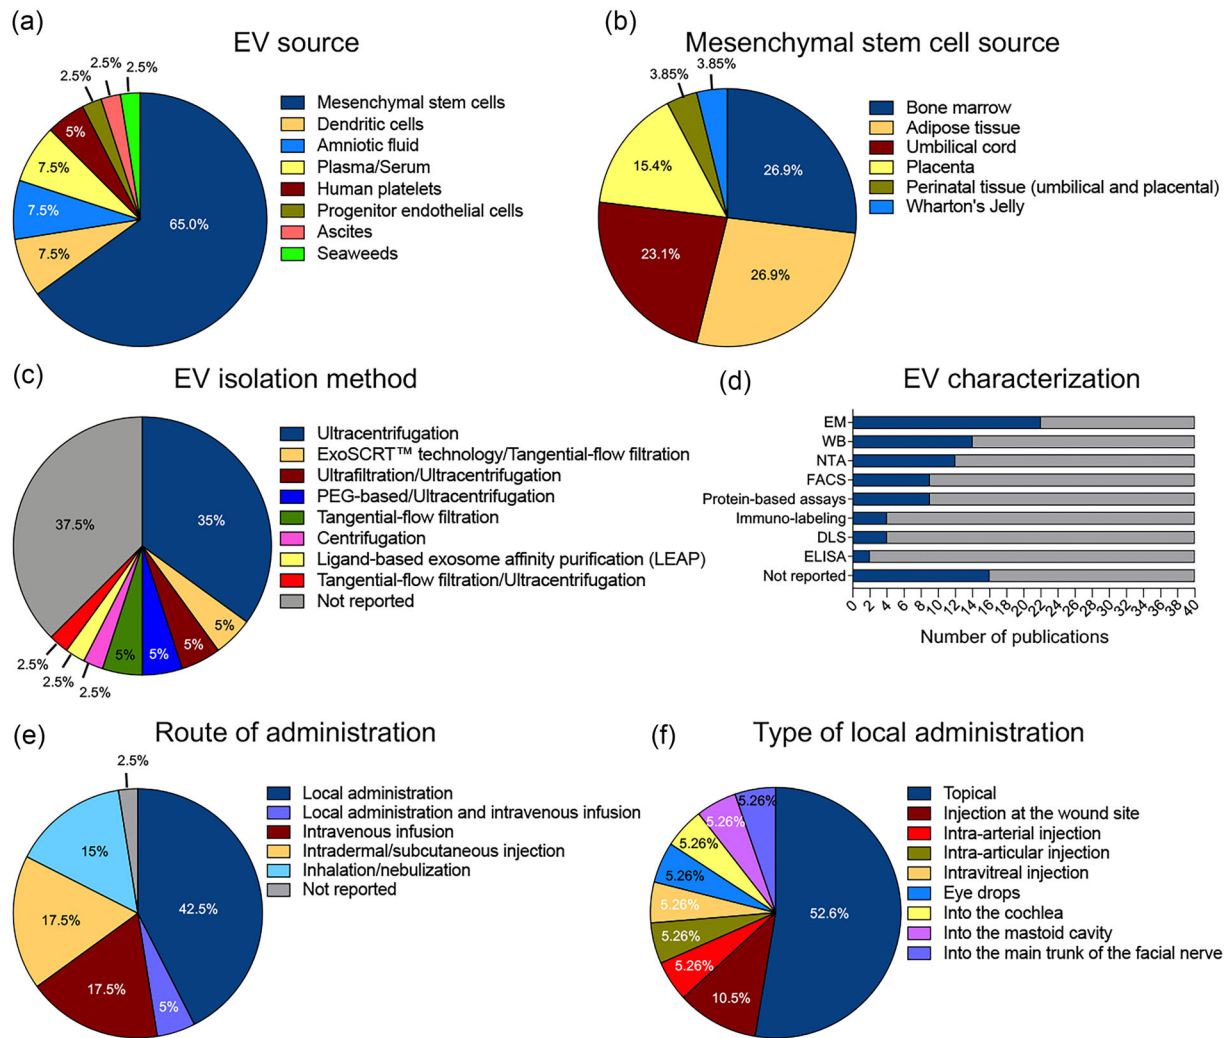 (a)
EV source
2.5%
2.5%
2.5%
5%
7.5%
7.5%
7.5%
65.0%
Mesenchymal stem cells
Dendritic cells
Amniotic fluid
Plasma/Serum
Human platelets
Progenitor endothelial cells
Ascites
Seaweeds
(b)
Mesenchymal stem cell source
3.85%
3.85%
15.4%
26.9%
23.1%
26.9%
Bone marrow
Adipose tissue
Umbilical cord
Placenta
Perinatal tissue (umbilical and placental)
Wharton's Jelly
(c)
EV isolation method
37.5%
35%
5%
5%
5%
5%
2.5%
2.5%
2.5%
Ultracentrifugation
ExoSCRT™ technology/Tangential-flow filtration
Ultrafiltration/Ultracentrifugation
PEG-based/Ultracentrifugation
Tangential-flow filtration
Centrifugation
Ligand-based exosome affinity purification (LEAP)
Tangential-flow filtration/Ultracentrifugation
Not reported
(d)
EV characterization
EM
WB
NTA
FACS
Protein-based assays
Immuno-labeling
DLS
ELISA
Not reported
0 2 4 6 8 10 12 14 16 18 20 22 24 26 28 30 32 34 36 38 40
Number of publications
(e)
Route of administration
2.5%
15%
42.5%
17.5%
17.5%
5%
Local administration
Local administration and intravenous infusion
Intravenous infusion
Intradermal/subcutaneous injection
Inhalation/nebulization
Not reported
(f)
Type of local administration
5.26%
5.26%
5.26%
5.26%
5.26%
5.26%
5.26%
10.5%
52.6%
Topical
Injection at the wound site
Intra-arterial injection
Intra-articular injection
Intravitreal injection
Eye drops
Into the cochlea
Into the mastoid cavity
Into the main trunk of the facial nerve